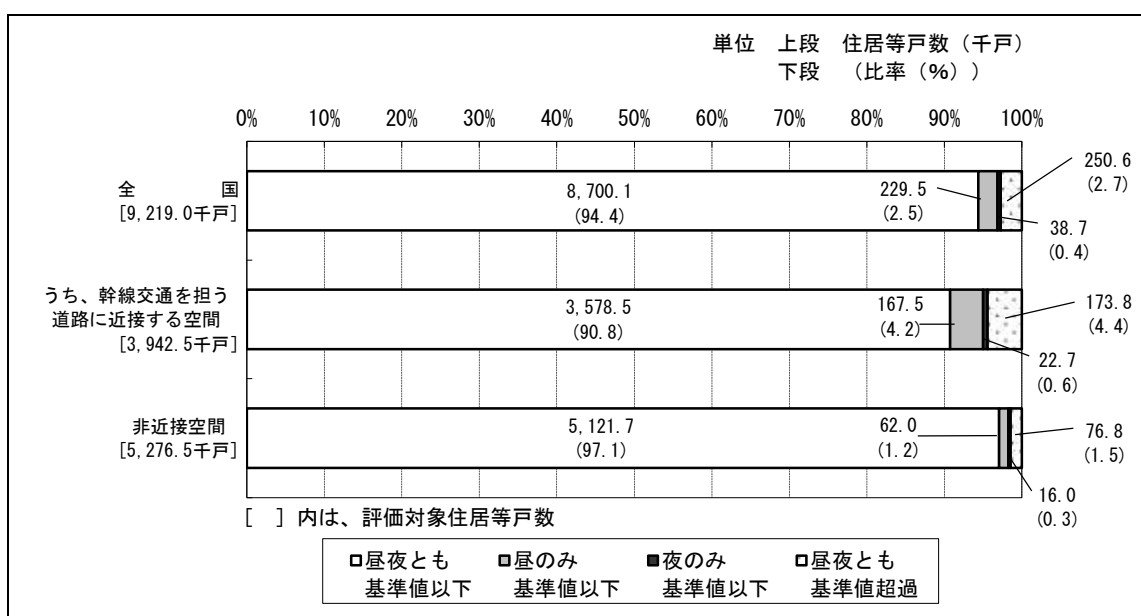 単位 上段 住居等戸数（千戸）
下段 （比率（%））
0% 10% 20% 30% 40% 50% 60% 70% 80% 90% 100%
全国
[9,219.0千戸]
8,700.1
(94.4)
229.5
(2.5)
38.7
(0.4)
250.6
(2.7)
うち、幹線交通を担う
道路に近接する空間
[3,942.5千戸]
3,578.5
(90.8)
167.5
(4.2)
22.7
(0.6)
173.8
(4.4)
非近接空間
[5,276.5千戸]
5,121.7
(97.1)
62.0
(1.2)
16.0
(0.3)
76.8
(1.5)
[ ]内は、評価対象住居等戸数
昼夜とも
基準値以下
昼のみ
基準値以下
夜のみ
基準値以下
昼夜とも
基準値超過